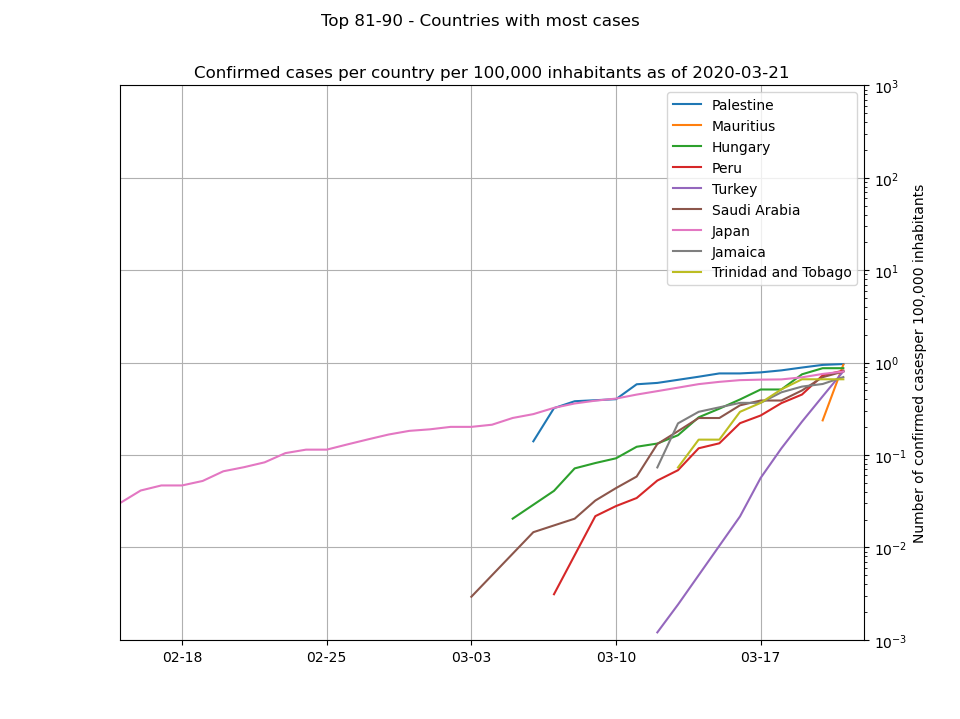 Top 81-90 - Countries with most cases
Confirmed cases per country per 100,000 inhabitants as of 2020-03-21
Palestine
Mauritius
Hungary
Peru
Turkey
Saudi Arabia
Japan
Jamaica
Trinidad and Tobago
10³
10²
10¹
10⁰
10⁻¹
10⁻²
10⁻³
Number of confirmed casesper 100,000 inhabitants
02-18
02-25
03-03
03-10
03-17